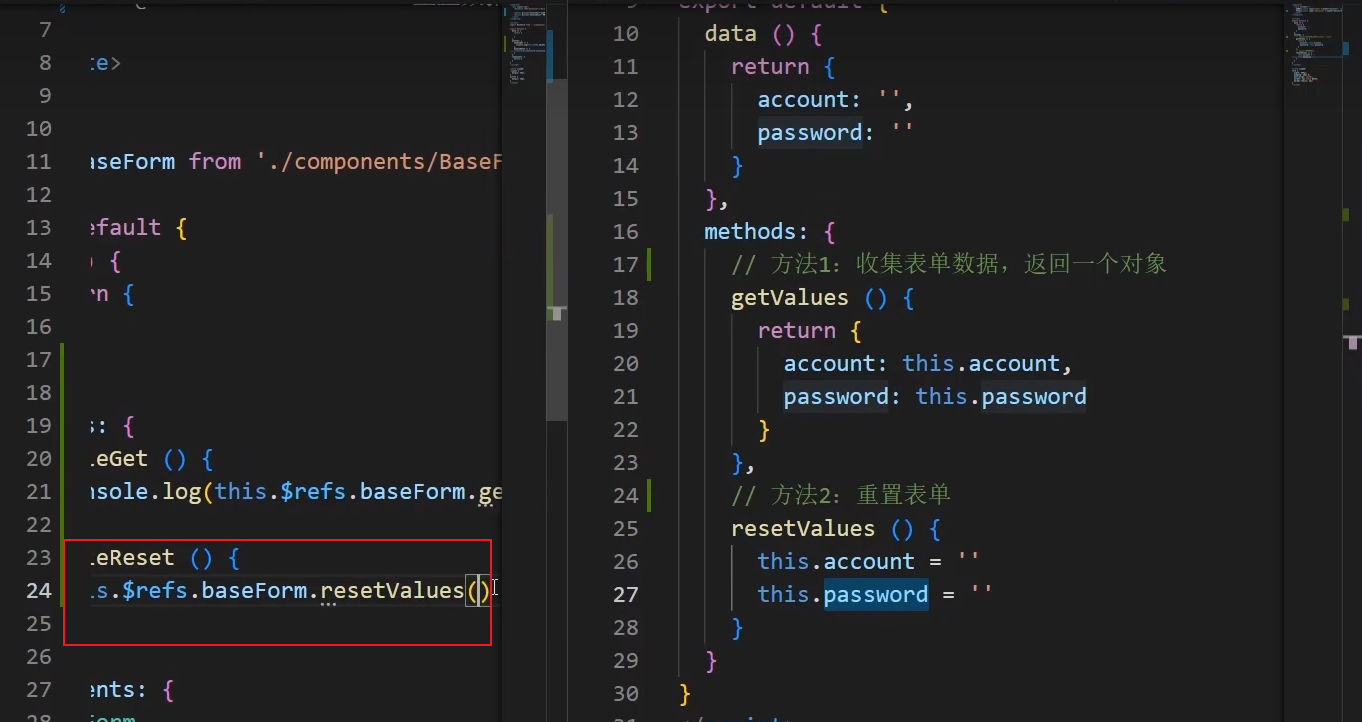 7
8 te>
9
10
11 aseForm from './components/BaseF
12
13 efault {
14 ) {
15 rn {
16
17
18
19 s: {
20 leGet () {
21 nsole.log(this.$refs.baseForm.ge
22
23 leReset () {
24 is.$refs.baseForm.resetValues()
25
26
27 ents: {
28
9 export default {
10 data () {
11 return {
12 account: '',
13 password: ''
14 }
15 },
16 methods: {
17 // 方法1: 收集表单数据，返回一个对象
18 getValues () {
19 return {
20 account: this.account,
21 password: this.password
22 }
23 },
24 // 方法2: 重置表单
25 resetValues () {
26 this.account = ''
27 this.password = ''
28 }
29 }
30 }
31